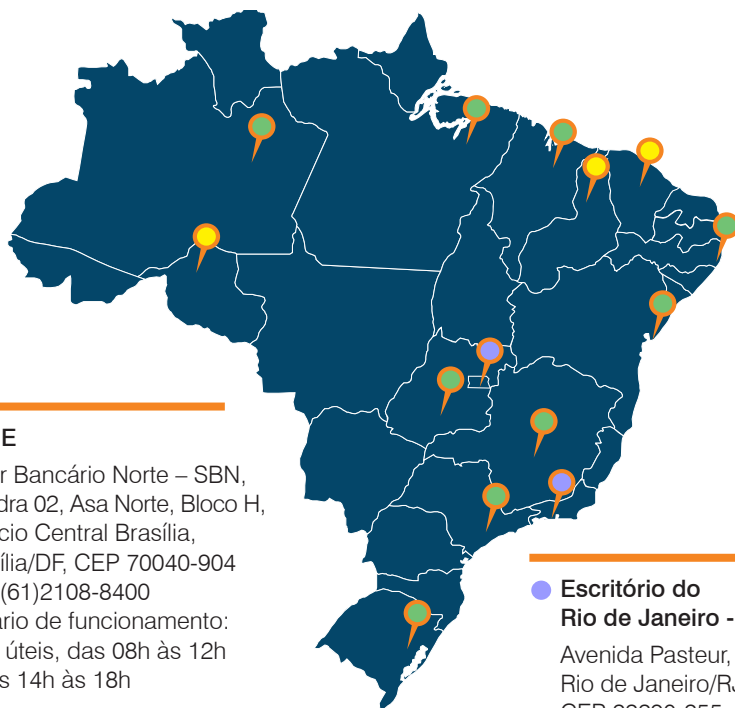 E
r Bancário Norte – SBN,
dra 02, Asa Norte, Bloco H,
cio Central Brasília,
ília/DF, CEP 70040-904
(61)2108-8400
ário de funcionamento:
úteis, das 08h às 12h
s 14h às 18h
Escritório do
Rio de Janeiro -
Avenida Pasteur,
Rio de Janeiro/RJ